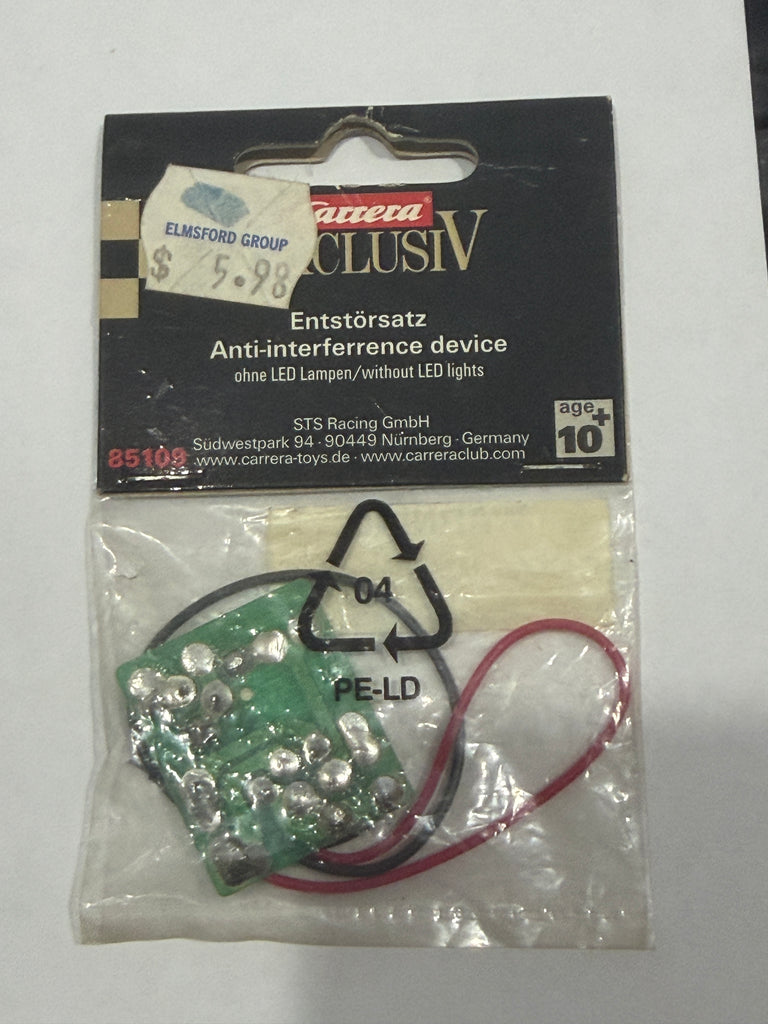 Carrera®
CLUSIV
ELMSFORD GROUP
$ 5.98
Entstörsatz
Anti-interferrence device
ohne LED Lampen/without LED lights
STS Racing GmbH
Südwestpark 94 · 90449 Nürnberg · Germany
85109 www.carrera-toys.de · www.carreraclub.com
age+
10
04
PE-LD